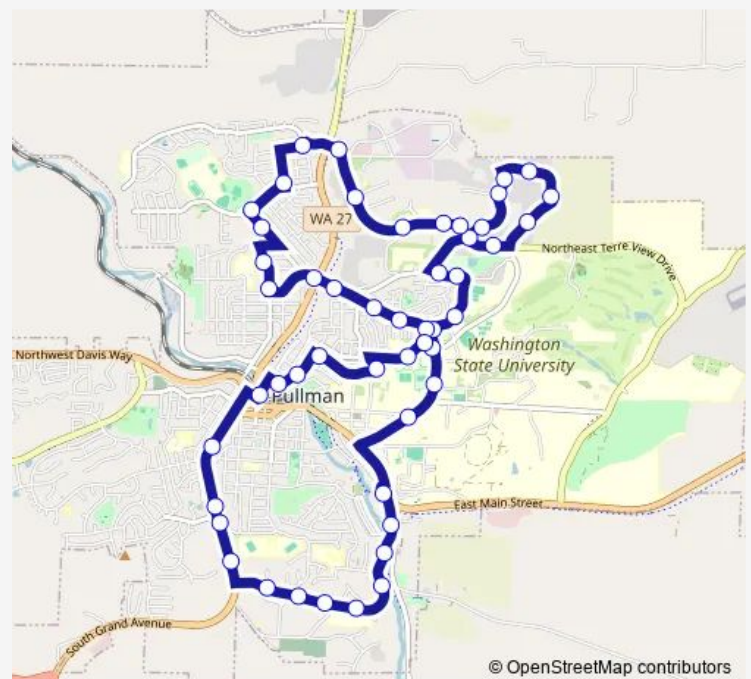 WA 27
Northeast Terre View Drive
Washington
State University
Northwest Davis Way
Pullman
East Main Street
South Grand Avenue
© OpenStreetMap contributors